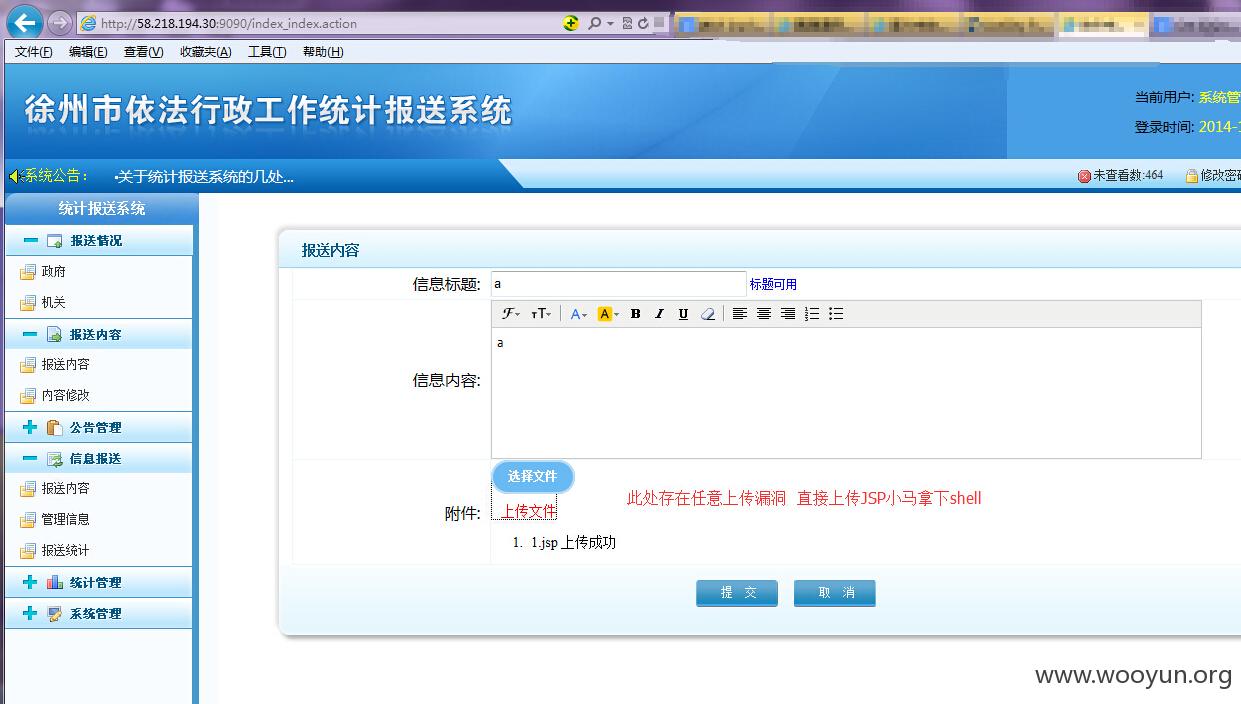 http://58.218.194.30:9090/index_index.action
文件(F) 编辑(E) 查看(V) 收藏夹(A) 工具(T) 帮助(H)
徐州市依法行政工作统计报送系统
当前用户: 系统管
登录时间: 2014-1
系统公告： ·关于统计报送系统的几处...
未查看数:464 修改密码
统计报送系统
报送情况
政府
机关
报送内容
报送内容
内容修改
公告管理
信息报送
报送内容
管理信息
报送统计
统计管理
系统管理
报送内容
信息标题: a 标题可用
信息内容:
a
附件:
选择文件
上传文件
此处存在任意上传漏洞 直接上传JSP小马拿下shell
1. 1.jsp 上传成功
提 交 取 消
www.wooyun.org